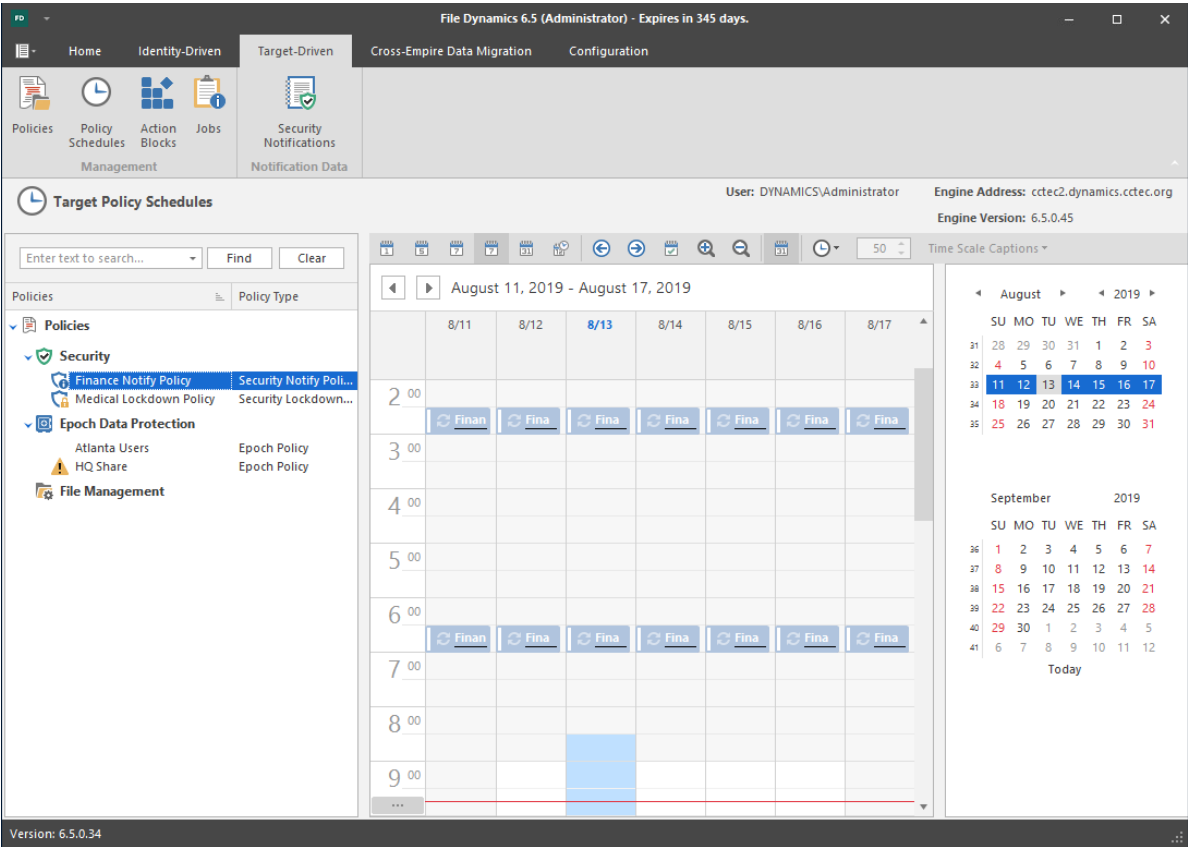 FD
File Dynamics 6.5 (Administrator) - Expires in 345 days.
Home Identity-Driven Target-Driven Cross-Empire Data Migration Configuration
Policies Policy Schedules Action Blocks Jobs Security Notifications
Management Notification Data
Target Policy Schedules
User: DYNAMICS\Administrator Engine Address: cctec2.dynamics.cctec.org
Engine Version: 6.5.0.45
Enter text to search... Find Clear
1 5 7 7 31 31 50 Time Scale Captions
Policies Policy Type
Policies
Security
Finance Notify Policy Security Notify Poli...
Medical Lockdown Policy Security Lockdown...
Epoch Data Protection
Atlanta Users Epoch Policy
HQ Share Epoch Policy
File Management
August 11, 2019 - August 17, 2019
8/11 8/12 8/13 8/14 8/15 8/16 8/17
2 00
Finan Fina Fina Fina Fina Fina Fina
3 00
4 00
5 00
6 00
Finan Fina Fina Fina Fina Fina Fina
7 00
8 00
9 00
...
August 2019
SU MO TU WE TH FR SA
31 28 29 30 31 1 2 3
32 4 5 6 7 8 9 10
33 11 12 13 14 15 16 17
34 18 19 20 21 22 23 24
35 25 26 27 28 29 30 31
September 2019
SU MO TU WE TH FR SA
36 1 2 3 4 5 6 7
37 8 9 10 11 12 13 14
38 15 16 17 18 19 20 21
39 22 23 24 25 26 27 28
40 29 30 1 2 3 4 5
41 6 7 8 9 10 11 12
Today
Version: 6.5.0.34